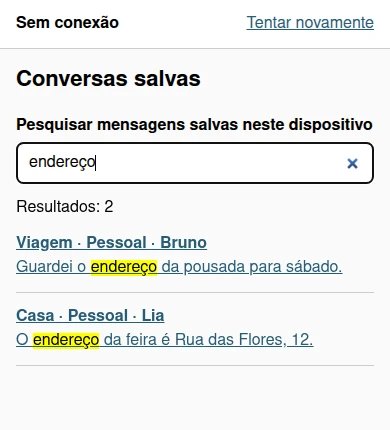 Sem conexão
Tentar novamente
Conversas salvas
Pesquisar mensagens salvas neste dispositivo
endereço
Resultados: 2
Viagem · Pessoal · Bruno
Guardei o endereço da pousada para sábado.
Casa · Pessoal · Lia
O endereço da feira é Rua das Flores, 12.